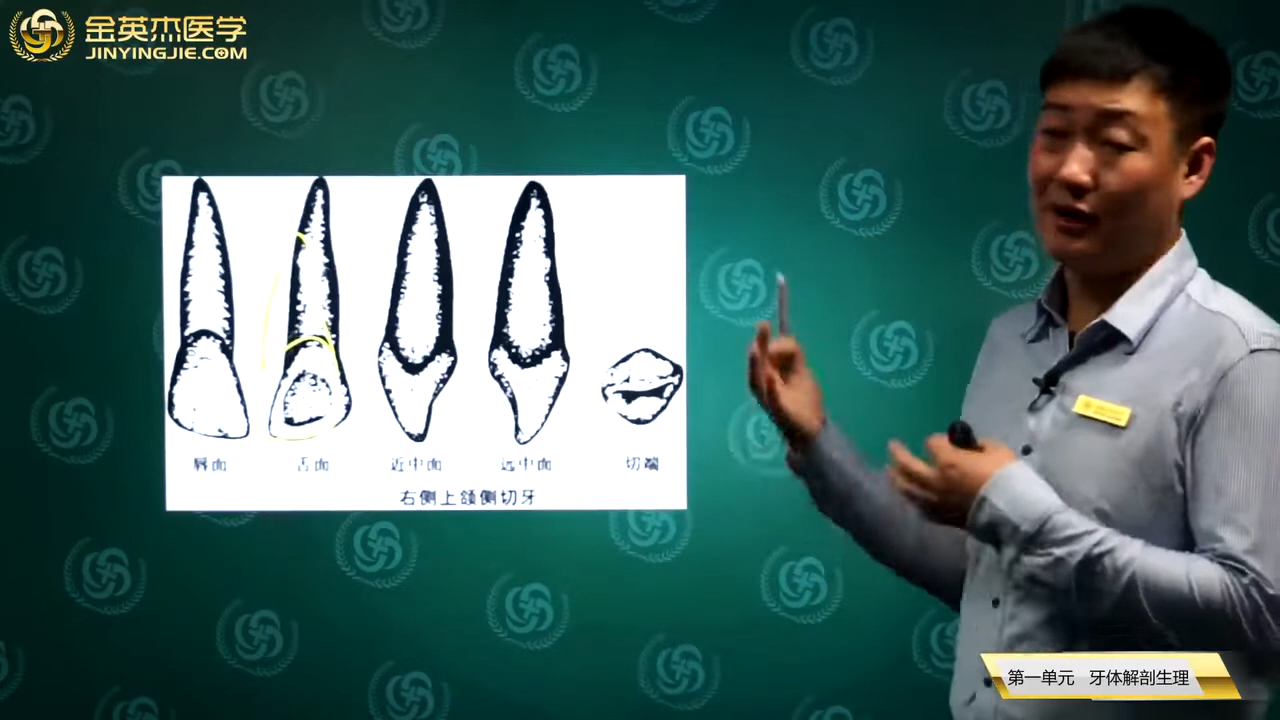 金英杰医学
JINYINGJIE.COM
唇面
舌面
近中面
远中面
切端
右侧上颌侧切牙
第一单元 牙体解剖生理